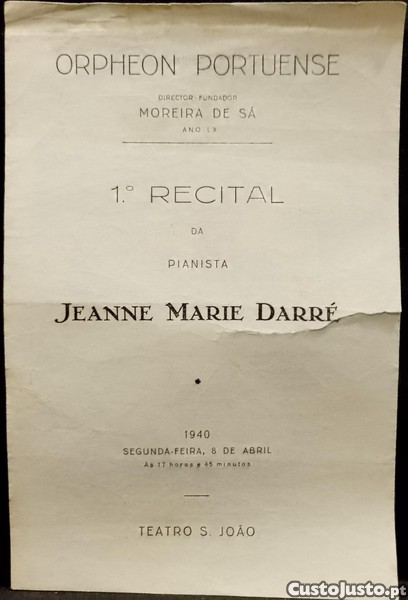 ORPHEON PORTUENSE
DIRECTOR-FUNDADOR
MOREIRA DE SÁ
ANO LX
1.º RECITAL
DA
PIANISTA
JEANNE MARIE DARRÉ
1940
SEGUNDA-FEIRA, 8 DE ABRIL
Às 17 horas e 45 minutos
TEATRO S. JOÃO
CustoJusto.pt